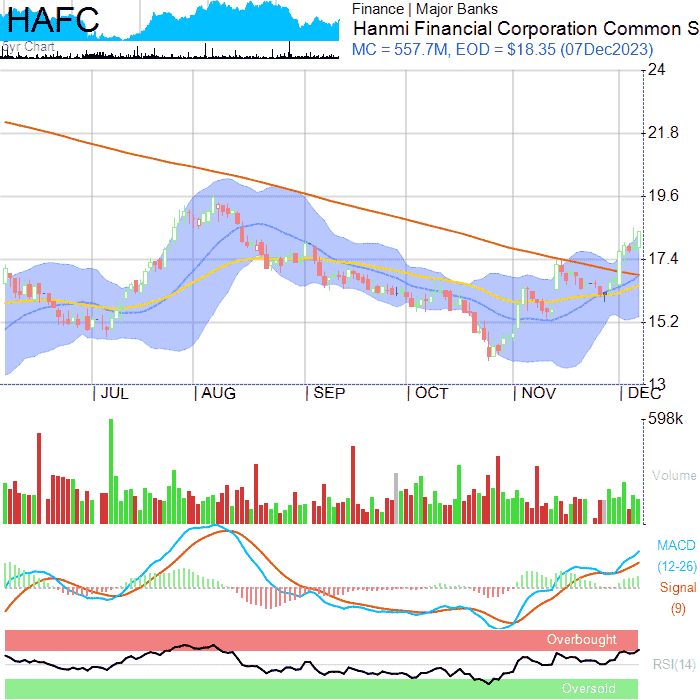 HAFC
5yr Chart
Finance | Major Banks
Hanmi Financial Corporation Common S
MC = 557.7M, EOD = $18.35 (07Dec2023)
24
21.8
19.6
17.4
15.2
13
JUL
AUG
SEP
OCT
NOV
DEC
598k
Volume
MACD
(12-26)
Signal
(9)
Overbought
RSI(14)
Oversold